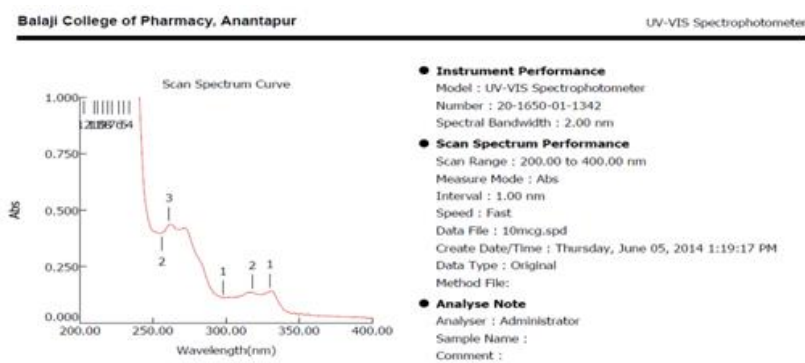 Balaji College of Pharmacy, Anantapur
UV-VIS Spectrophotometer
Scan Spectrum Curve
1.000
0.750
0.500
0.250
0.000
Abs
3
2
1
2
1
200.00
250.00
300.00
350.00
400.00
Wavelength(nm)
● Instrument Performance
Model : UV-VIS Spectrophotometer
Number : 20-1650-01-1342
Spectral Bandwidth : 2.00 nm
● Scan Spectrum Performance
Scan Range : 200.00 to 400.00 nm
Measure Mode : Abs
Interval : 1.00 nm
Speed : Fast
Data File : 10mcg.spd
Create Date/Time : Thursday, June 05, 2014 1:19:17 PM
Data Type : Original
Method File:
● Analyse Note
Analyser : Administrator
Sample Name :
Comment :